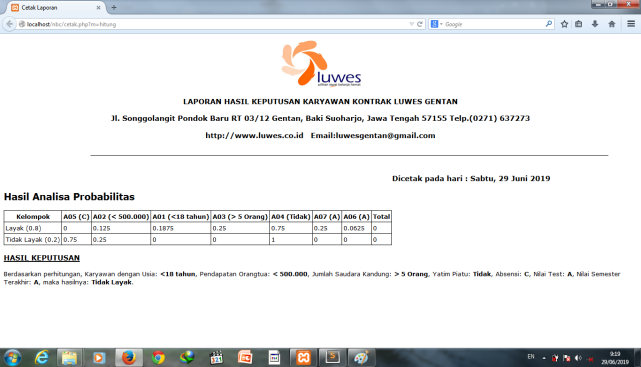 Cetak Laporan
localhost/nbc/cetak.php?m=hitung
Google
luwes
LAPORAN HASIL KEPUTUSAN KARYAWAN KONTRAK LUWES GENTAN
Jl. Songgolangit Pondok Baru RT 03/12 Gentan, Baki Suoharjo, Jawa Tengah 57155 Telp.(0271) 637273
http://www.luwes.co.id Email:luwesgentan@gmail.com
Dicetak pada hari : Sabtu, 29 Juni 2019
Hasil Analisa Probabilitas
Kelompok A05 (C) A02 (< 500.000) A01 (<18 tahun) A03 (> 5 Orang) A04 (Tidak) A07 (A) A06 (A) Total
Layak (0.8) 0 0.125 0.1875 0.25 0.75 0.25 0.0625 0
Tidak Layak (0.2) 0.75 0.25 0 0 1 0 0 0
HASIL KEPUTUSAN
Berdasarkan perhitungan, Karyawan dengan Usia: <18 tahun, Pendapatan Orangtua: < 500.000, Jumlah Saudara Kandung: > 5 Orang, Yatim Piatu: Tidak, Absensi: C, Nilai Test: A, Nilai Semester
Terakhir: A, maka hasilnya: Tidak Layak.
EN
9:19
29/06/2019